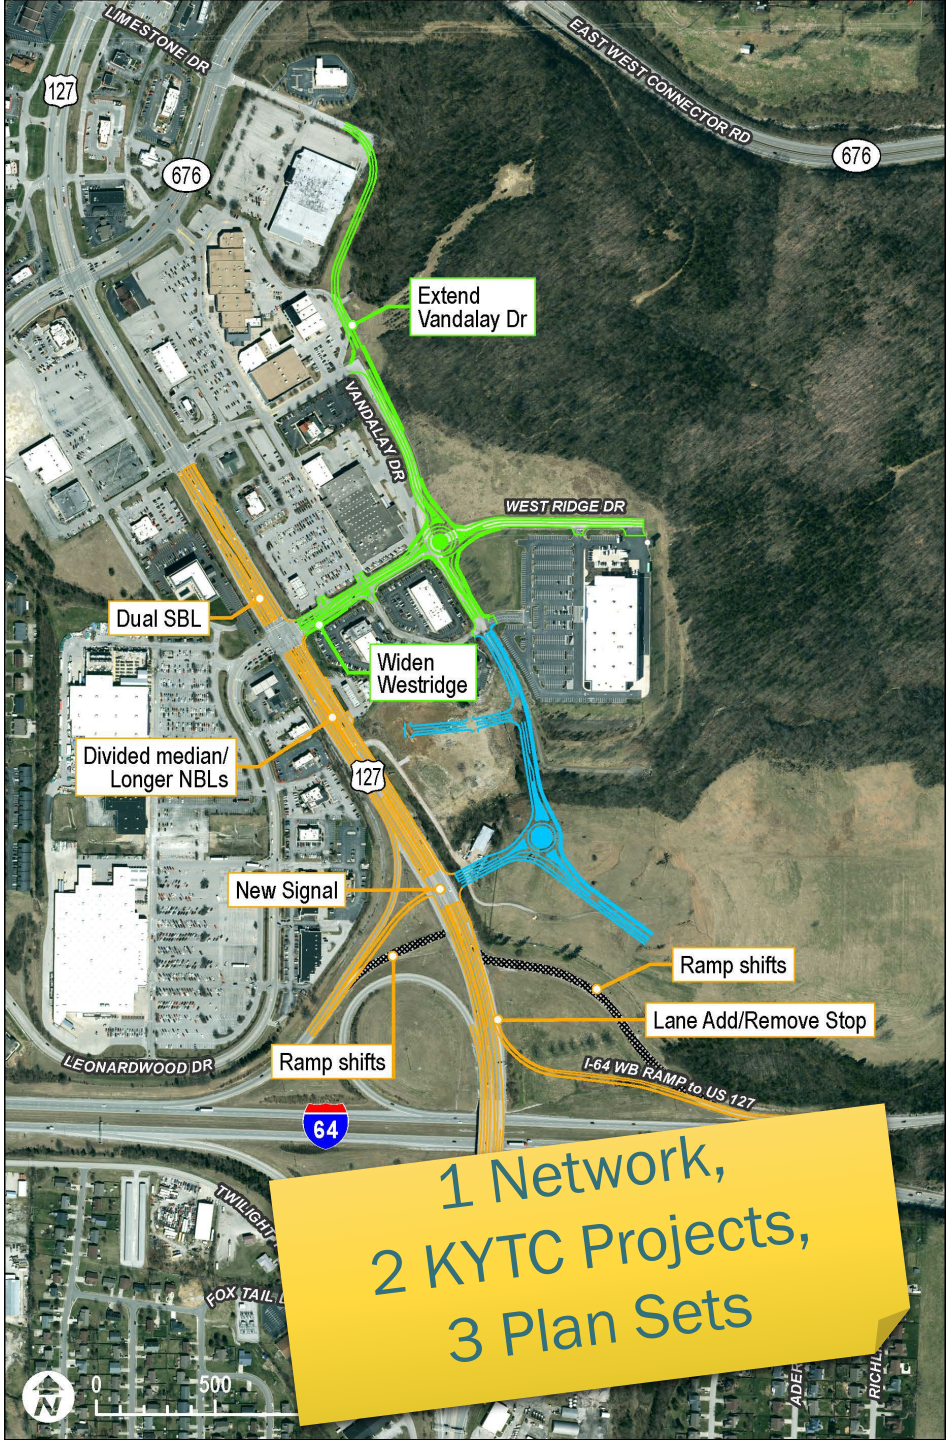 LIMESTONE DR
EAST WEST CONNECTOR RD
127
676
676
Extend
Vandalay Dr
VANDALAY DR
WEST RIDGE DR
Dual SBL
Widen
Westridge
Divided median/
Longer NBLs
127
New Signal
Ramp shifts
Lane Add/Remove Stop
Ramp shifts
LEONARDWOOD DR
I-64 WB RAMP to US 127
64
1 Network,
2 KYTC Projects,
3 Plan Sets
TWILIGHT
FOX TAIL
N
0 500
ADER
RICHL